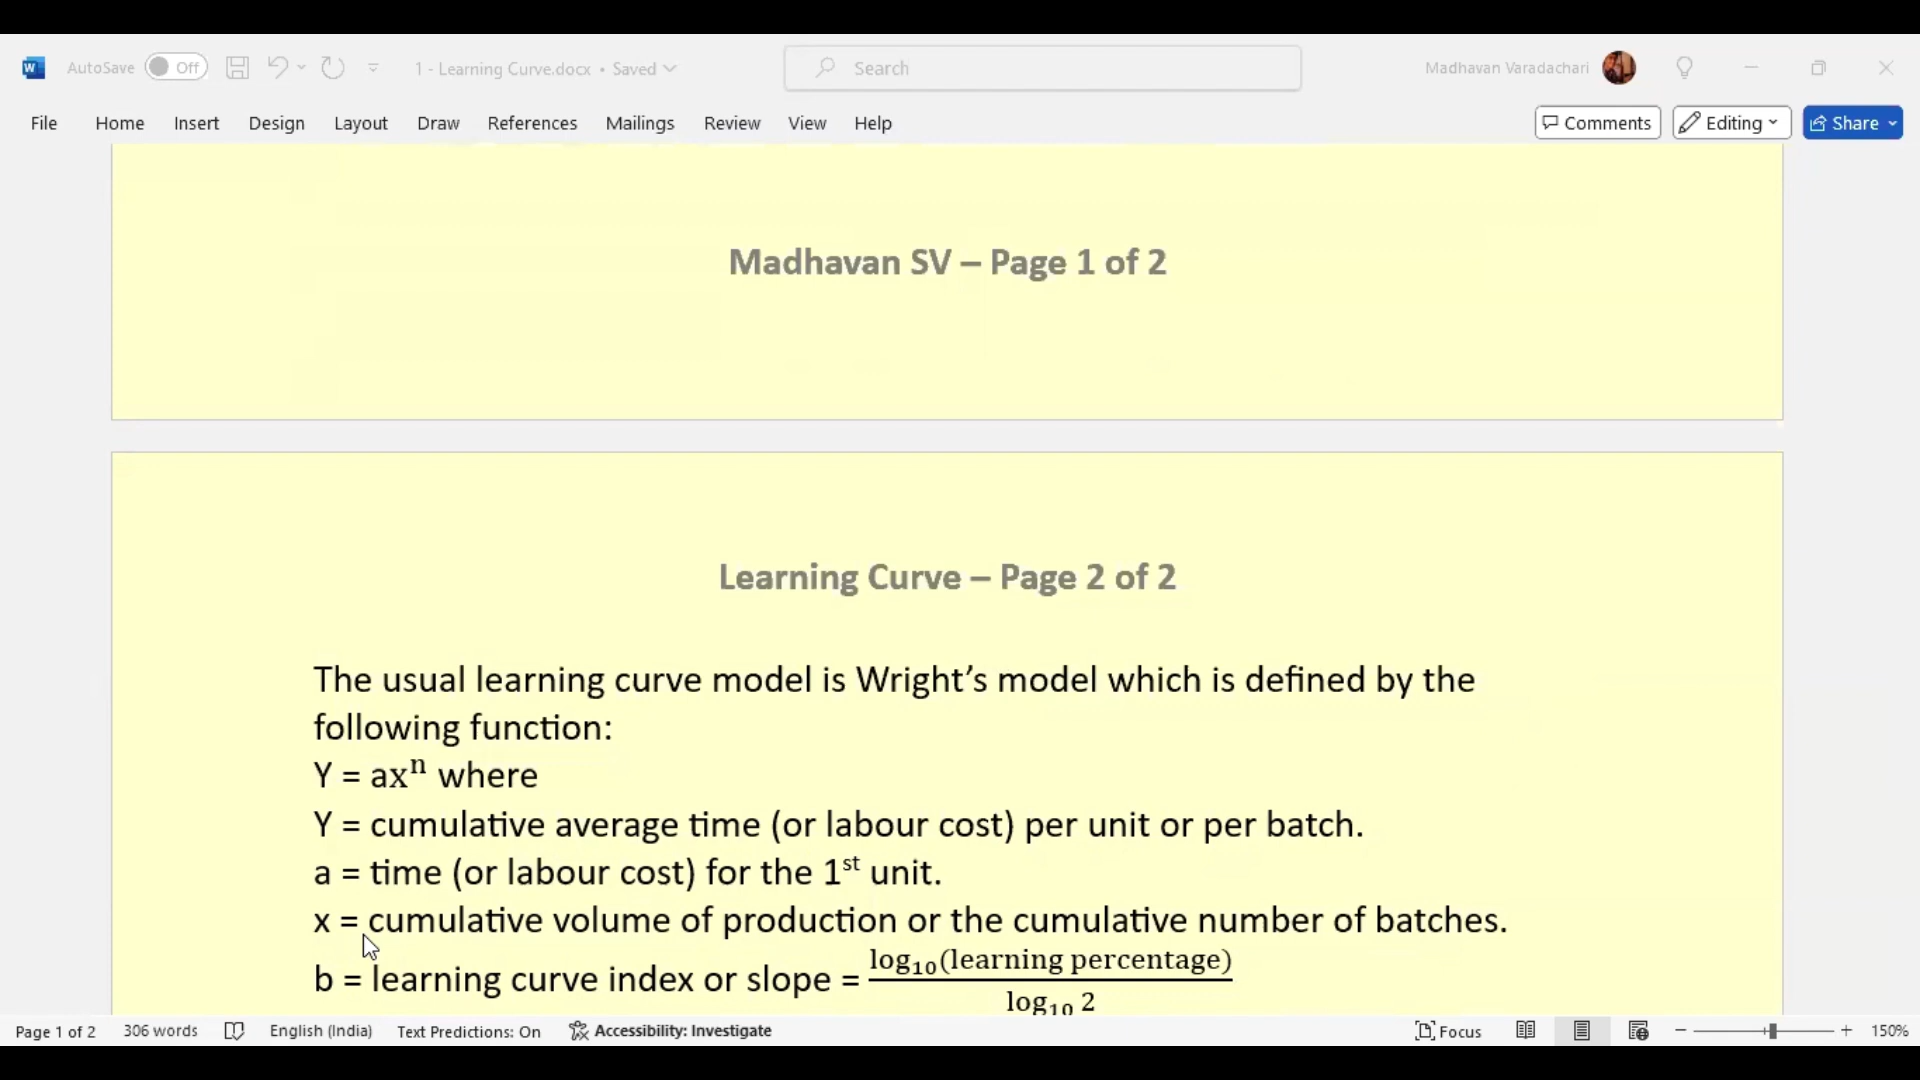 AutoSave Off 1 - Learning Curve.docx • Saved Search Madhavan Varadachari
File Home Insert Design Layout Draw References Mailings Review View Help Comments Editing Share
Madhavan SV – Page 1 of 2
Learning Curve – Page 2 of 2
The usual learning curve model is Wright’s model which is defined by the
following function:
Y = axⁿ where
Y = cumulative average time (or labour cost) per unit or per batch.
a = time (or labour cost) for the 1ˢᵗ unit.
x = cumulative volume of production or the cumulative number of batches.
b = learning curve index or slope = log₁₀(learning percentage) / log₁₀ 2
Page 1 of 2 306 words English (India) Text Predictions: On Accessibility: Investigate Focus 150%